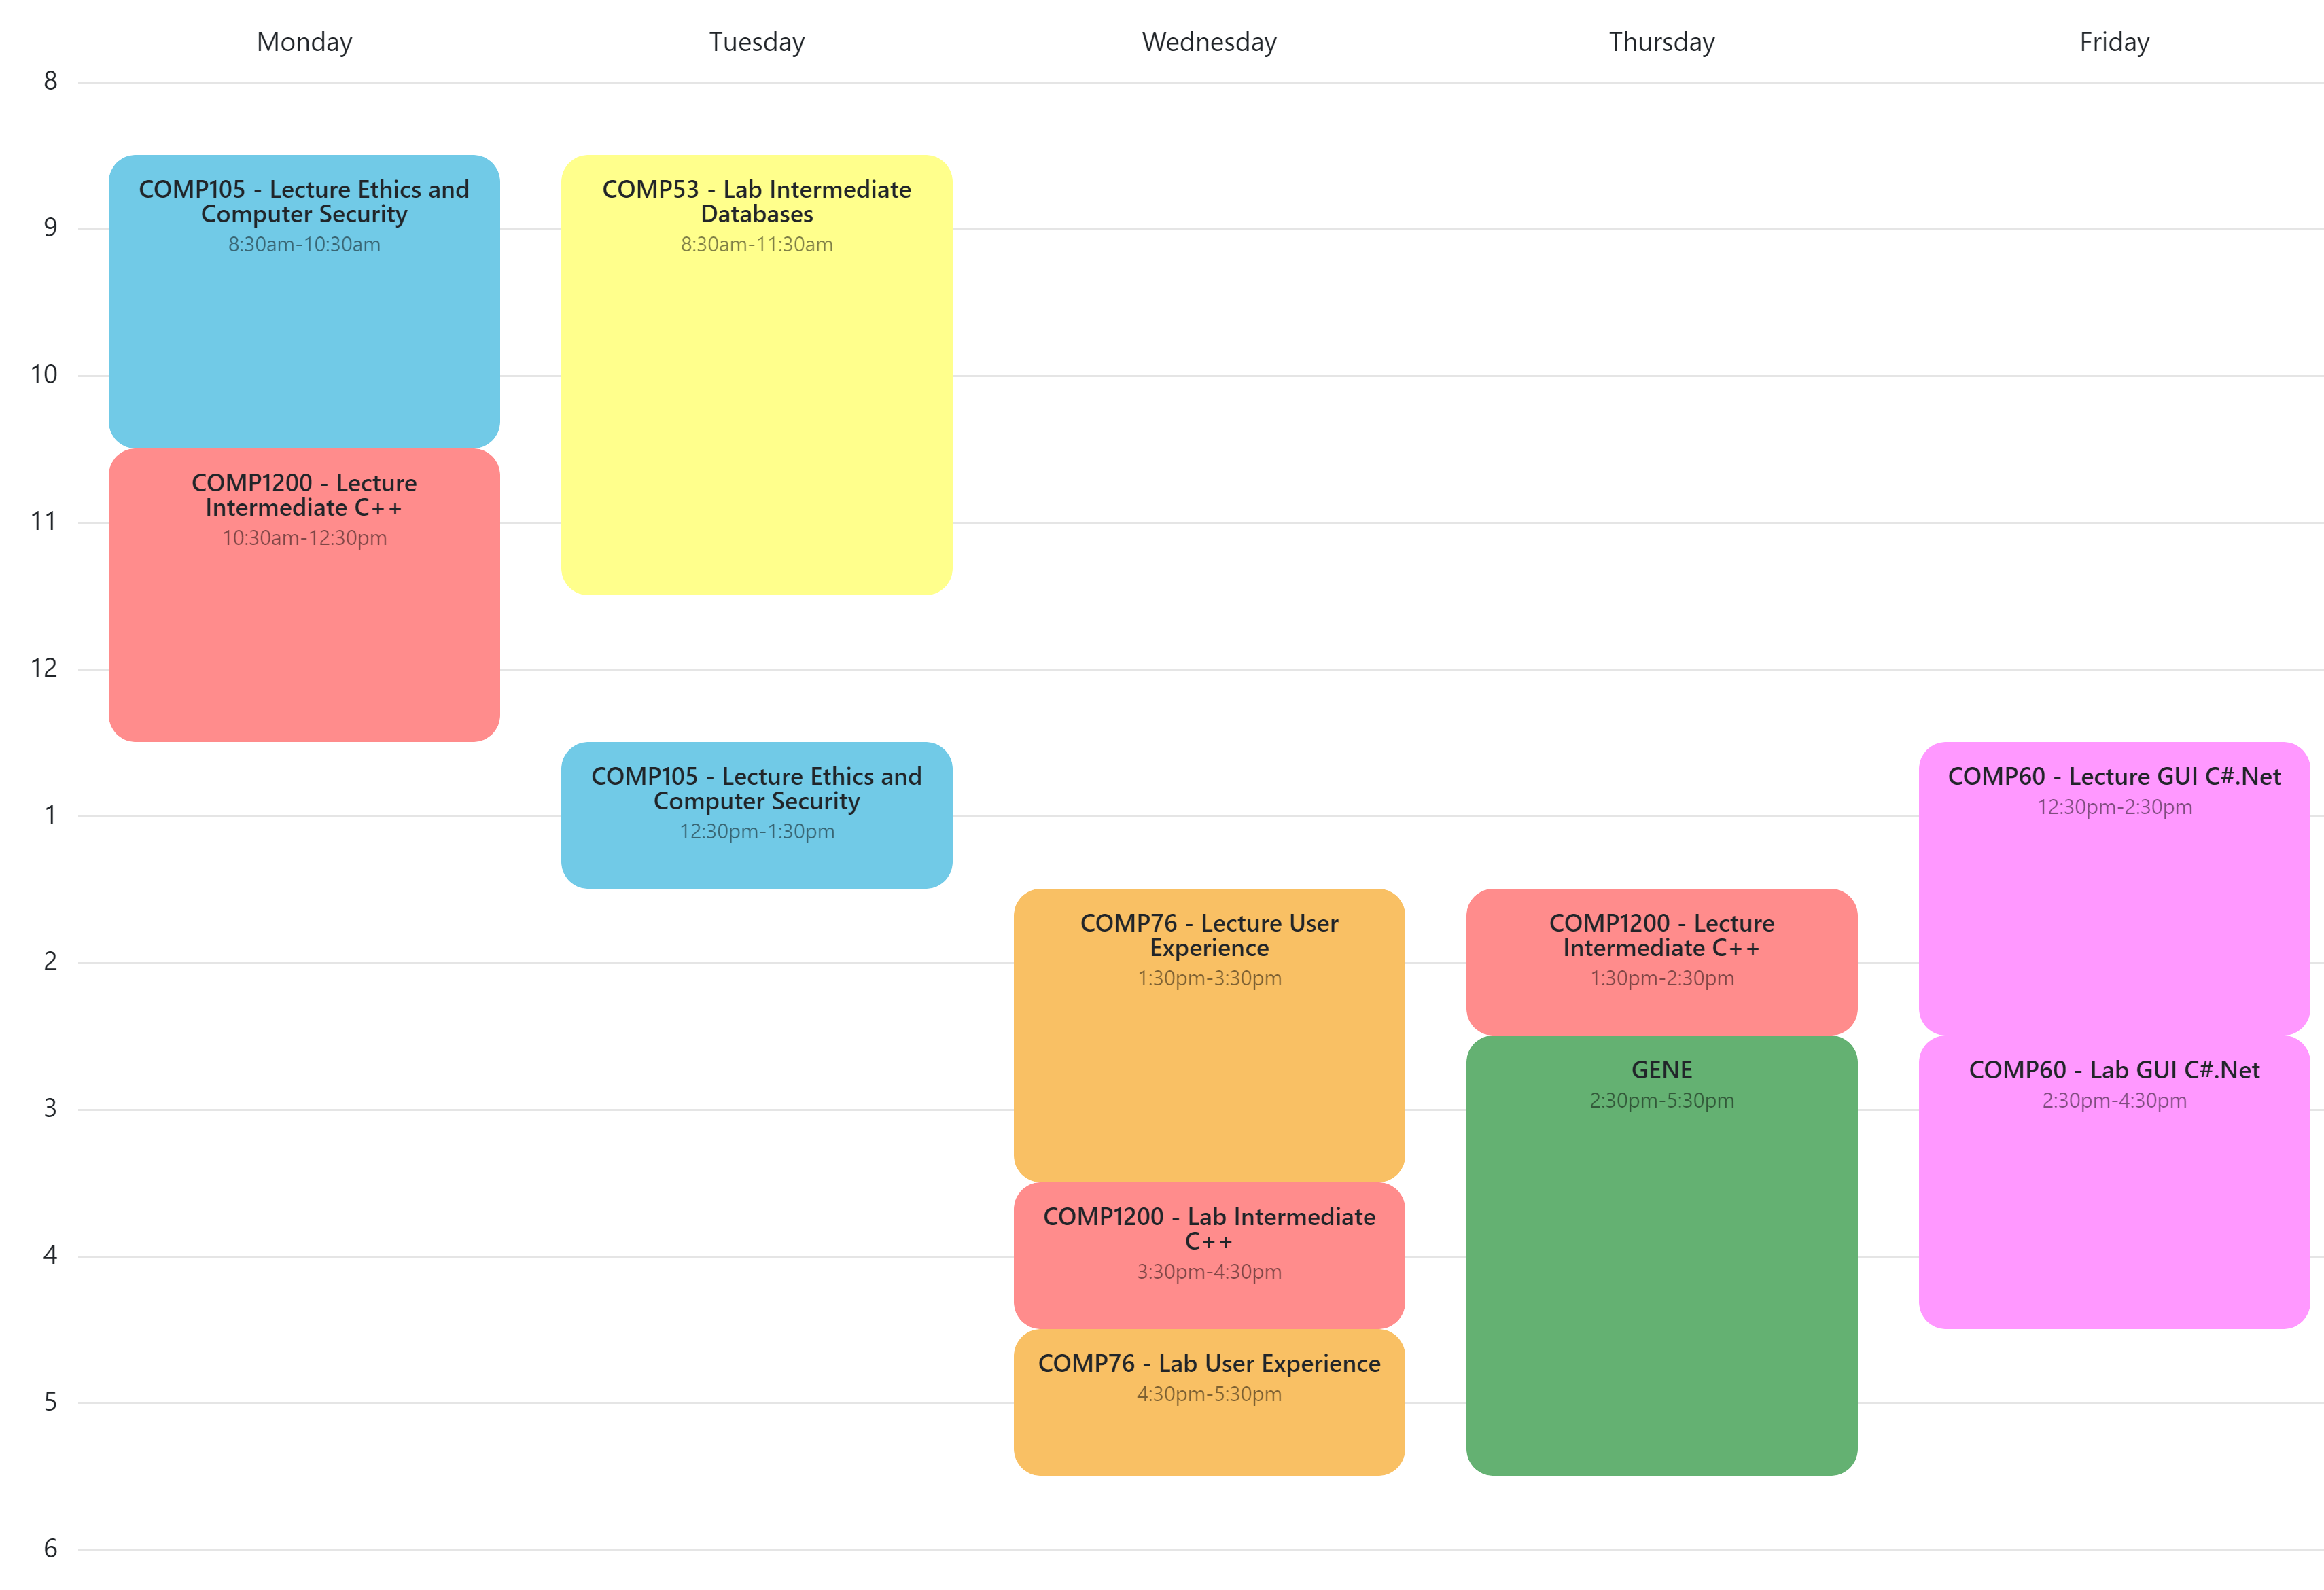 Monday
Tuesday
Wednesday
Thursday
Friday
8
9
10
11
12
1
2
3
4
5
6
COMP105 - Lecture Ethics and
Computer Security
8:30am-10:30am
COMP1200 - Lecture
Intermediate C++
10:30am-12:30pm
COMP53 - Lab Intermediate
Databases
8:30am-11:30am
COMP105 - Lecture Ethics and
Computer Security
12:30pm-1:30pm
COMP76 - Lecture User
Experience
1:30pm-3:30pm
COMP1200 - Lab Intermediate
C++
3:30pm-4:30pm
COMP76 - Lab User Experience
4:30pm-5:30pm
COMP1200 - Lecture
Intermediate C++
1:30pm-2:30pm
GENE
2:30pm-5:30pm
COMP60 - Lecture GUI C#.Net
12:30pm-2:30pm
COMP60 - Lab GUI C#.Net
2:30pm-4:30pm